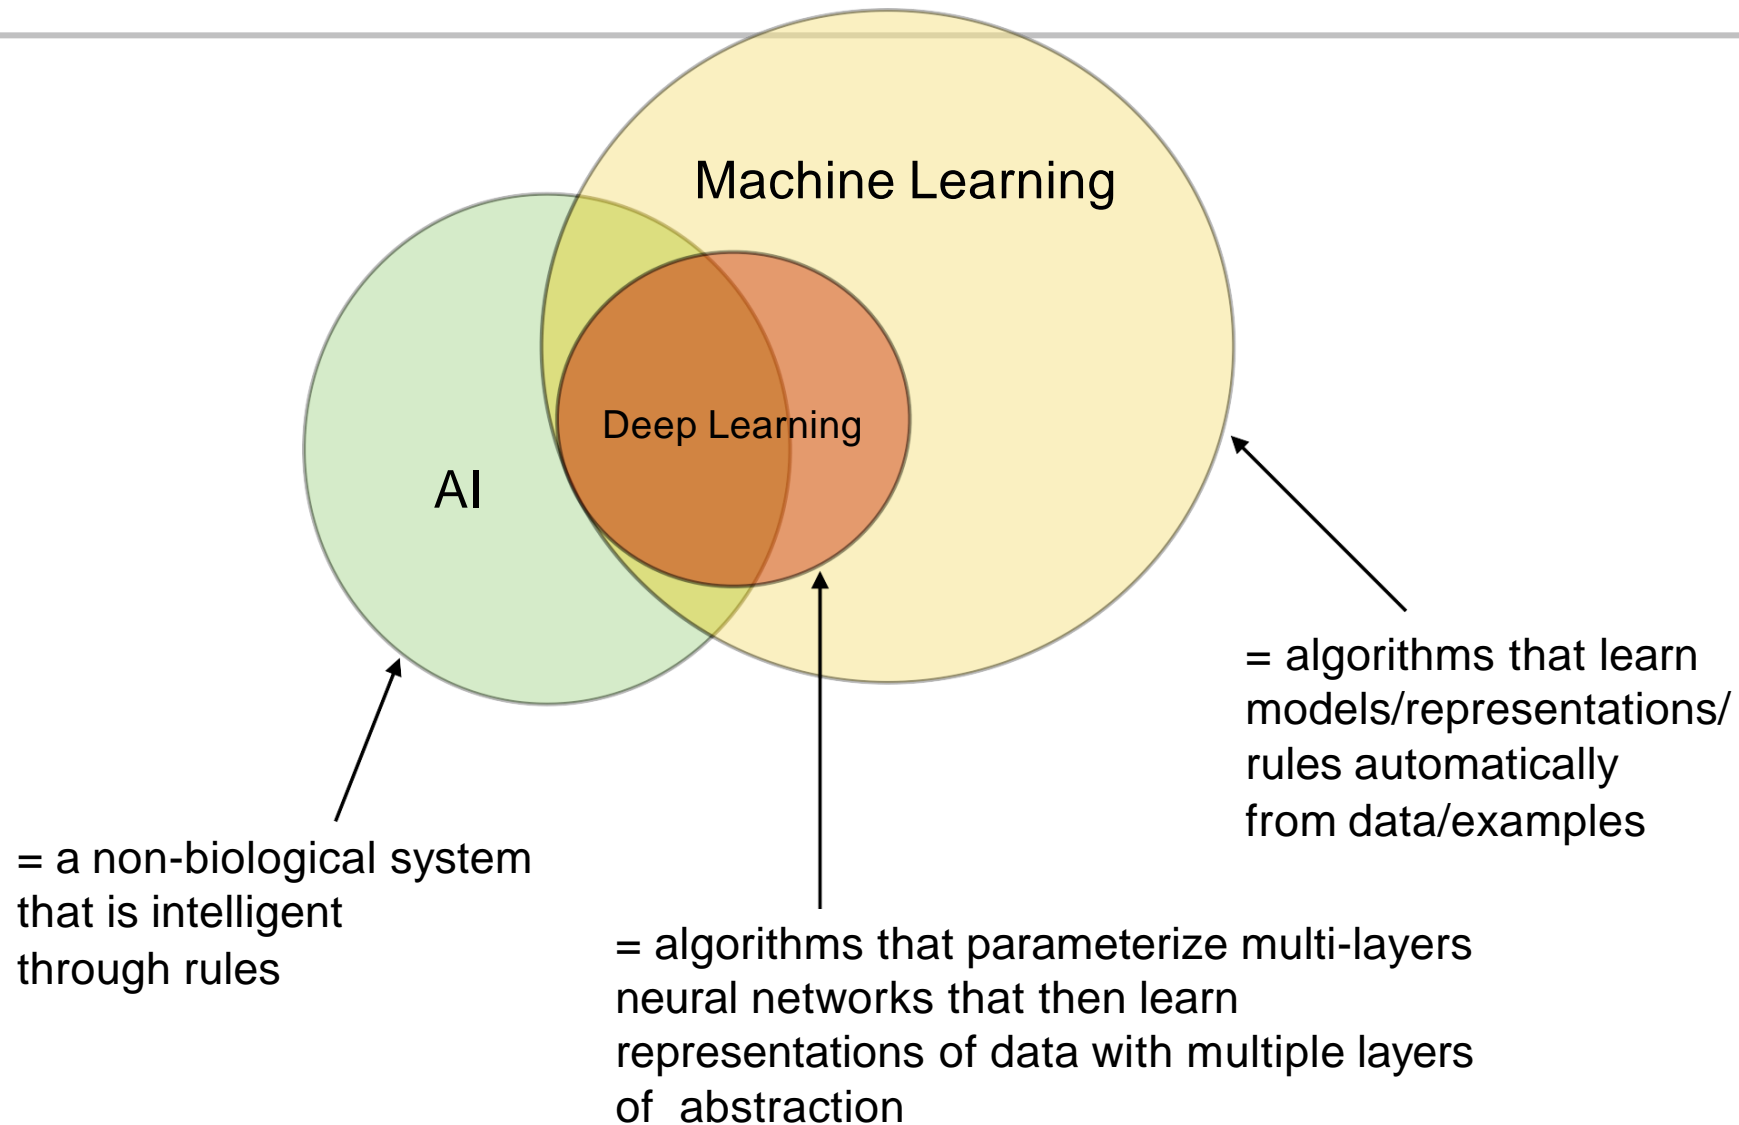 Machine Learning
Deep Learning
AI
= algorithms that learn
models/representations/
rules automatically
from data/examples
= a non-biological system
that is intelligent
through rules
= algorithms that parameterize multi-layers
neural networks that then learn
representations of data with multiple layers
of abstraction